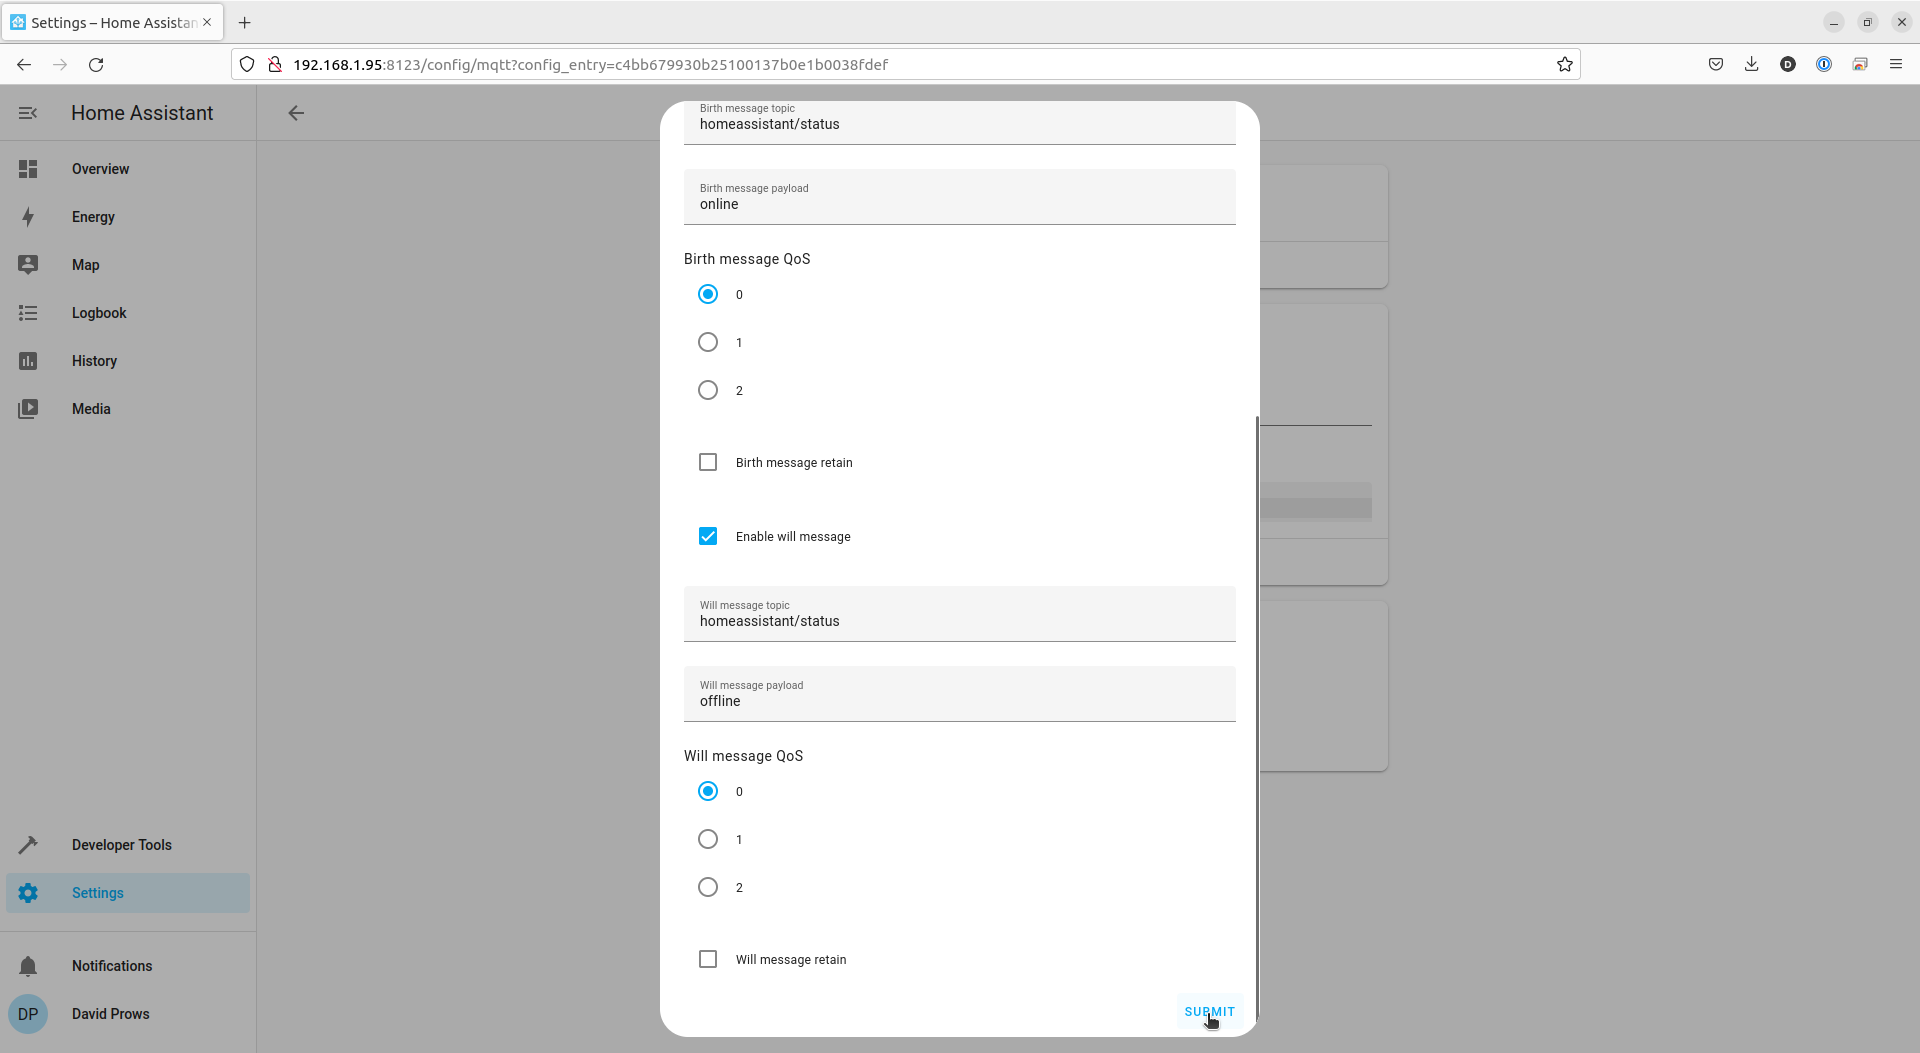 Settings – Home Assistan
192.168.1.95:8123/config/mqtt?config_entry=c4bb679930b25100137b0e1b0038fdef
D
Home Assistant
Overview
Energy
Map
Logbook
History
Media
Developer Tools
Settings
Notifications
DP David Prows
Birth message topic
homeassistant/status
Birth message payload
online
Birth message QoS
0
1
2
Birth message retain
Enable will message
Will message topic
homeassistant/status
Will message payload
offline
Will message QoS
0
1
2
Will message retain
SUBMIT